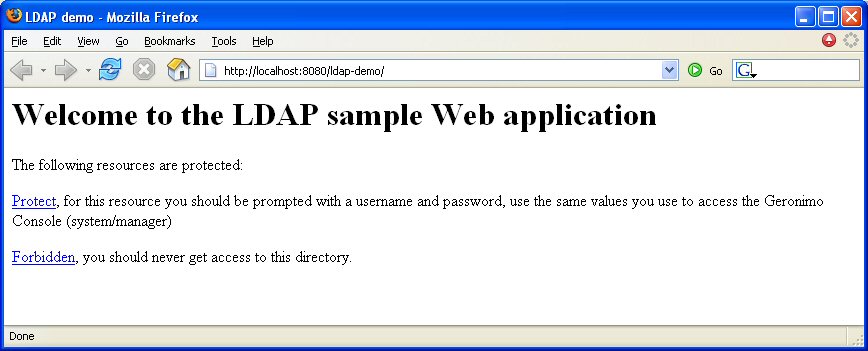 LDAP demo - Mozilla Firefox
File Edit View Go Bookmarks Tools Help
http://localhost:8080/ldap-demo/ Go G
Welcome to the LDAP sample Web application
The following resources are protected:
Protect, for this resource you should be prompted with a username and password, use the same values you use to access the Geronimo
Console (system/manager)
Forbidden, you should never get access to this directory.
Done